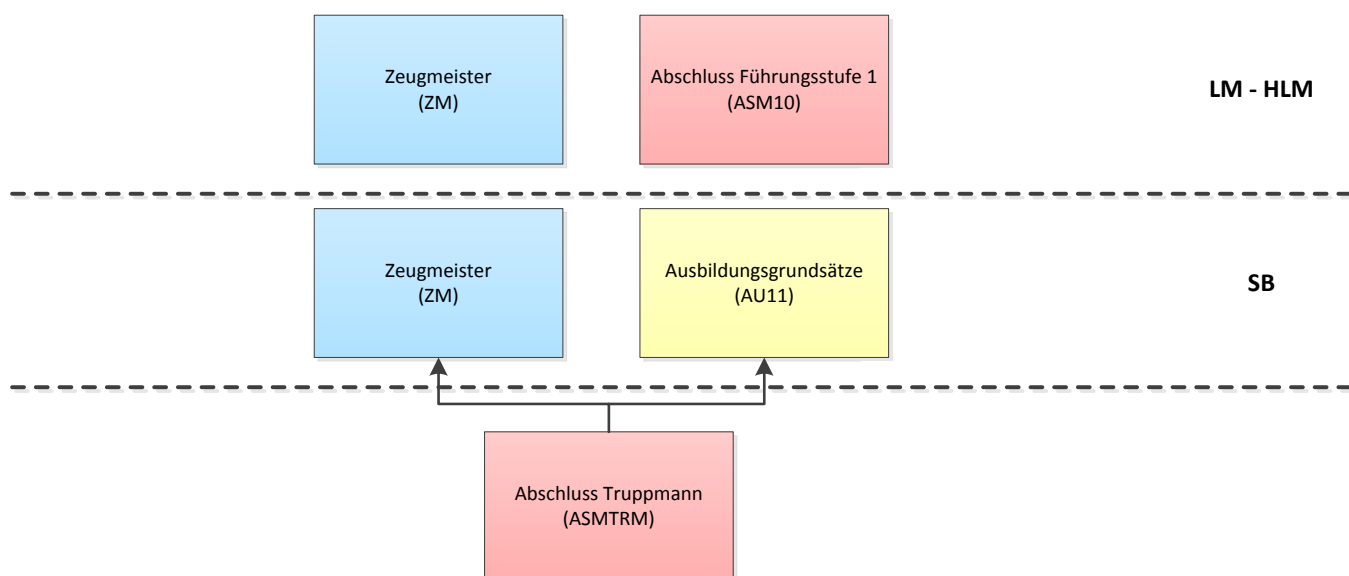 Zeugmeister
(ZM)
Abschluss Führungsstufe 1
(ASM10)
LM - HLM
Zeugmeister
(ZM)
Ausbildungsgrundsätze
(AU11)
SB
Abschluss Truppmann
(ASMTRM)